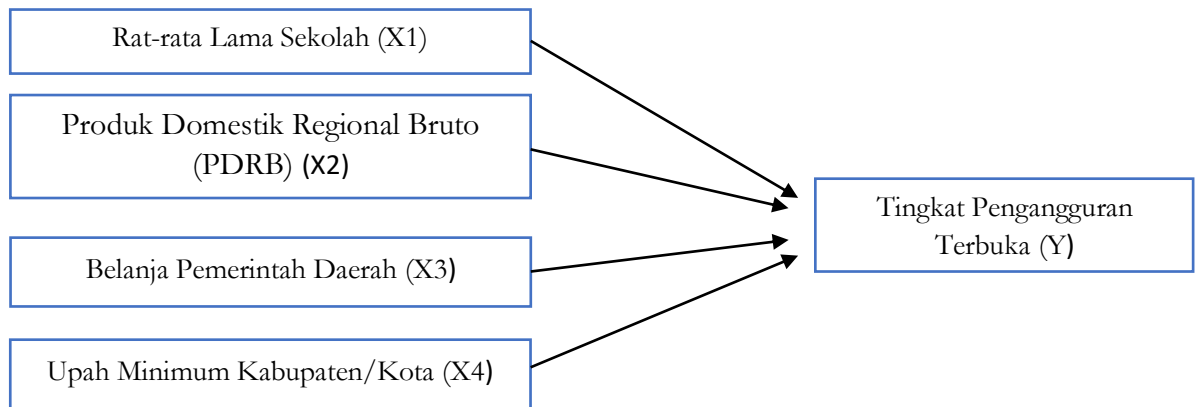 Rat-rata Lama Sekolah (X1)
Produk Domestik Regional Bruto
(PDRB) (X2)
Belanja Pemerintah Daerah (X3)
Upah Minimum Kabupaten/Kota (X4)
Tingkat Pengangguran
Terbuka (Y)